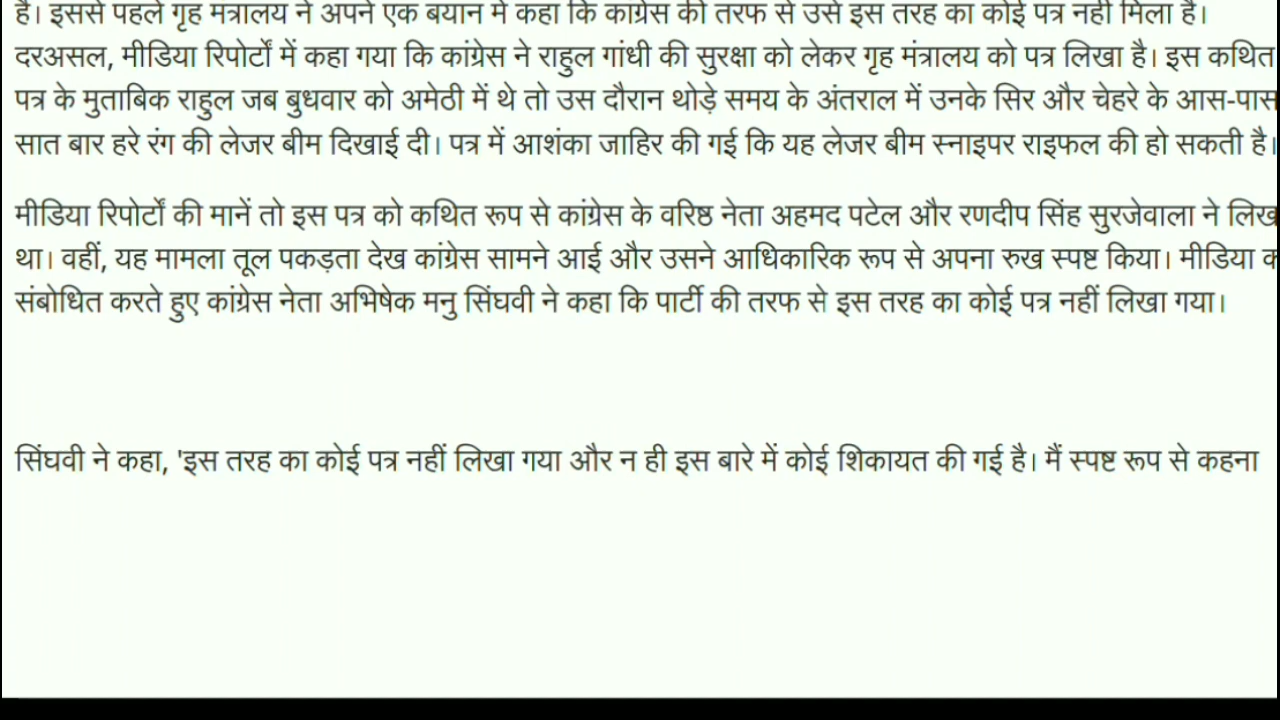 है। इससे पहले गृह मंत्रालय ने अपने एक बयान में कहा कि कांग्रेस की तरफ से उसे इस तरह का कोई पत्र नहीं मिला है।
दरअसल, मीडिया रिपोर्टों में कहा गया कि कांग्रेस ने राहुल गांधी की सुरक्षा को लेकर गृह मंत्रालय को पत्र लिखा है। इस कथित
पत्र के मुताबिक राहुल जब बुधवार को अमेठी में थे तो उस दौरान थोड़े समय के अंतराल में उनके सिर और चेहरे के आस-पास
सात बार हरे रंग की लेजर बीम दिखाई दी। पत्र में आशंका जाहिर की गई कि यह लेजर बीम स्नाइपर राइफल की हो सकती है।
मीडिया रिपोर्टों की मानें तो इस पत्र को कथित रूप से कांग्रेस के वरिष्ठ नेता अहमद पटेल और रणदीप सिंह सुरजेवाला ने लिख
था। वहीं, यह मामला तूल पकड़ता देख कांग्रेस सामने आई और उसने आधिकारिक रूप से अपना रुख स्पष्ट किया। मीडिया क
संबोधित करते हुए कांग्रेस नेता अभिषेक मनु सिंघवी ने कहा कि पार्टी की तरफ से इस तरह का कोई पत्र नहीं लिखा गया।
सिंघवी ने कहा, 'इस तरह का कोई पत्र नहीं लिखा गया और न ही इस बारे में कोई शिकायत की गई है। मैं स्पष्ट रूप से कहना